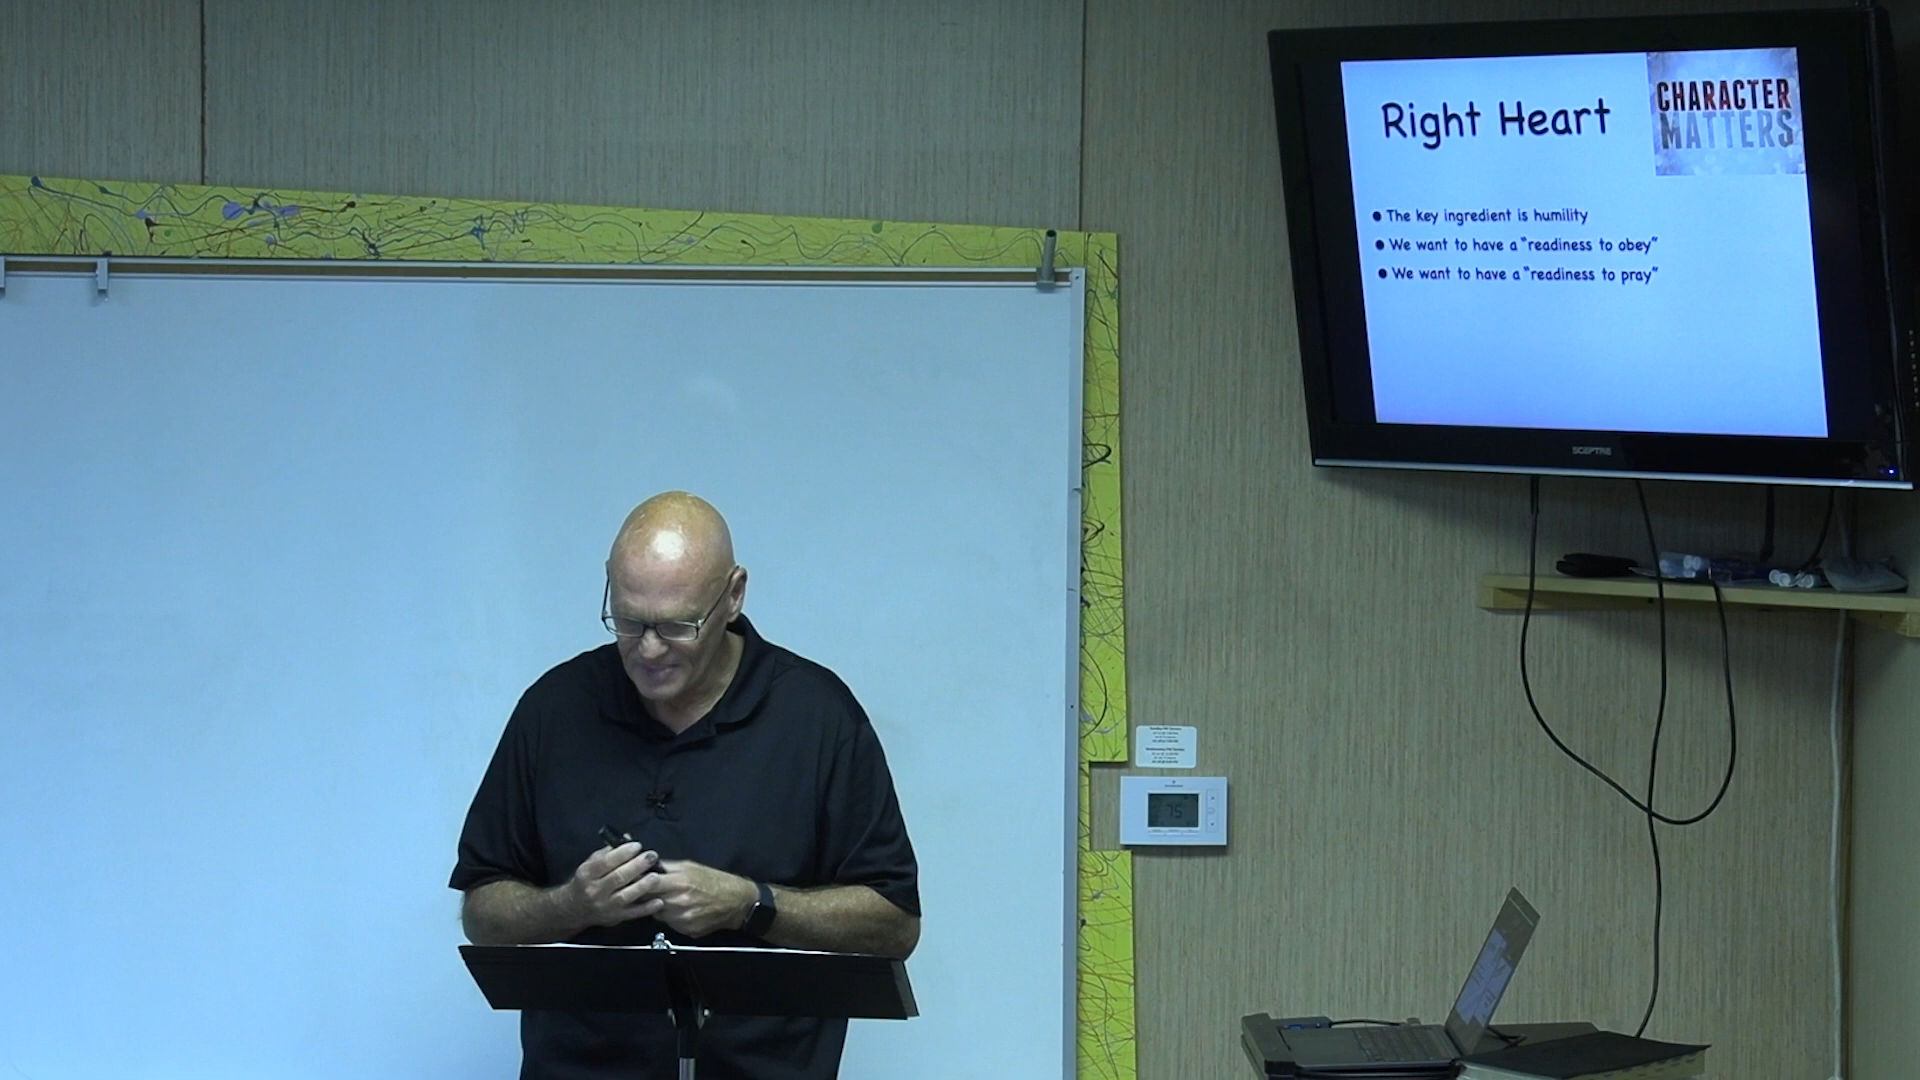 Right Heart
CHARACTER
MATTERS
• The key ingredient is humility
• We want to have a "readiness to obey"
• We want to have a "readiness to pray"
SCEPTRE
75